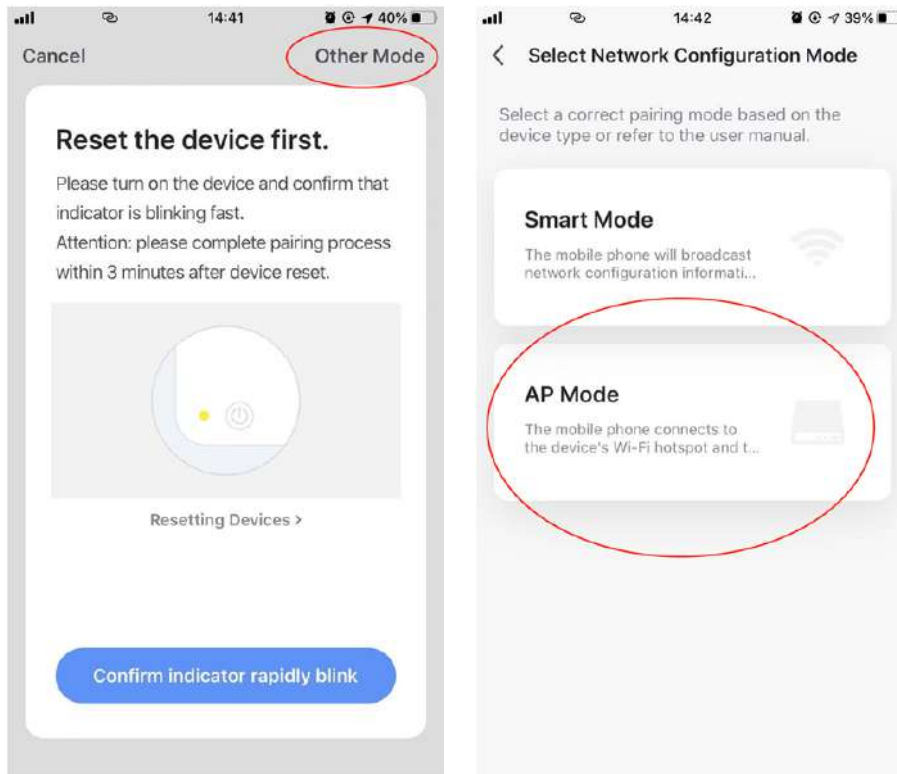 14:41
40%
Cancel
Other Mode
Reset the device first.
Please turn on the device and confirm that
indicator is blinking fast.
Attention: please complete pairing process
within 3 minutes after device reset.
Resetting Devices >
Confirm indicator rapidly blink
14:42
39%
< Select Network Configuration Mode
Select a correct pairing mode based on the
device type or refer to the user manual.
Smart Mode
The mobile phone will broadcast
network configuration informati...
AP Mode
The mobile phone connects to
the device's Wi-Fi hotspot and t...